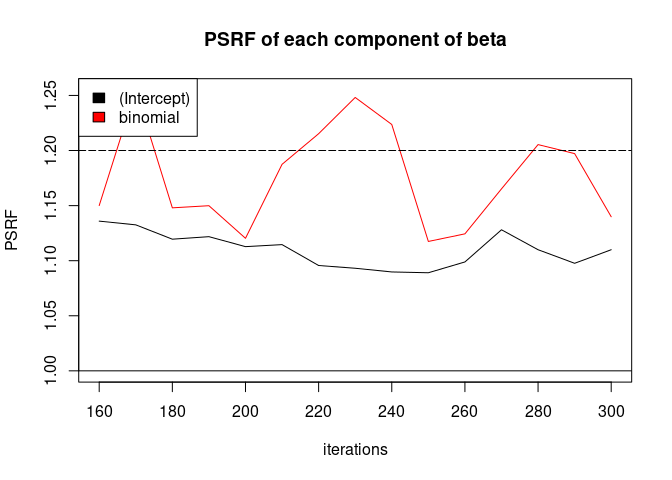 PSRF of each component of beta
(Intercept)
binomial
PSRF
1.25
1.20
1.15
1.10
1.05
1.00
160 180 200 220 240 260 280 300
iterations